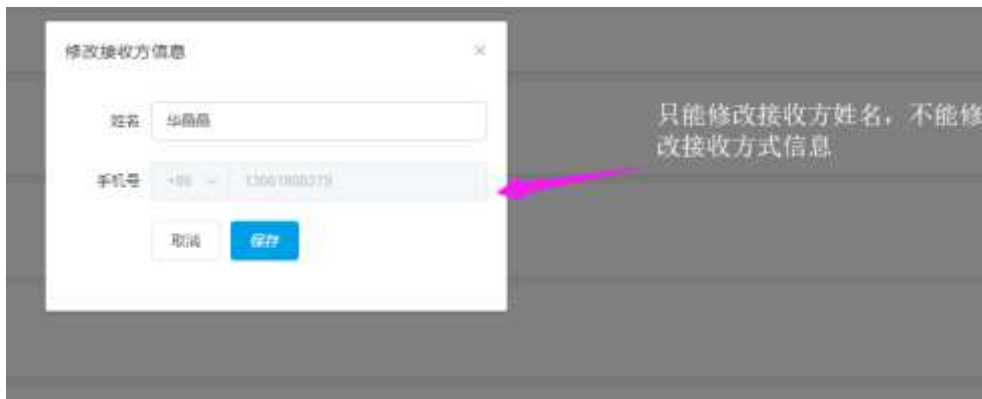 修改接收方信息
×
姓名
手机号
+86
取消
保存
只能修改接收方姓名，不能修
改接收方式信息